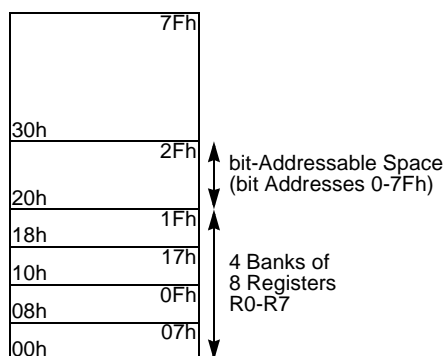 7Fh
30h
2Fh
20h
bit-Addressable Space
(bit Addresses 0-7Fh)
1Fh
18h
17h
10h
0Fh
08h
07h
00h
4 Banks of
8 Registers
R0-R7